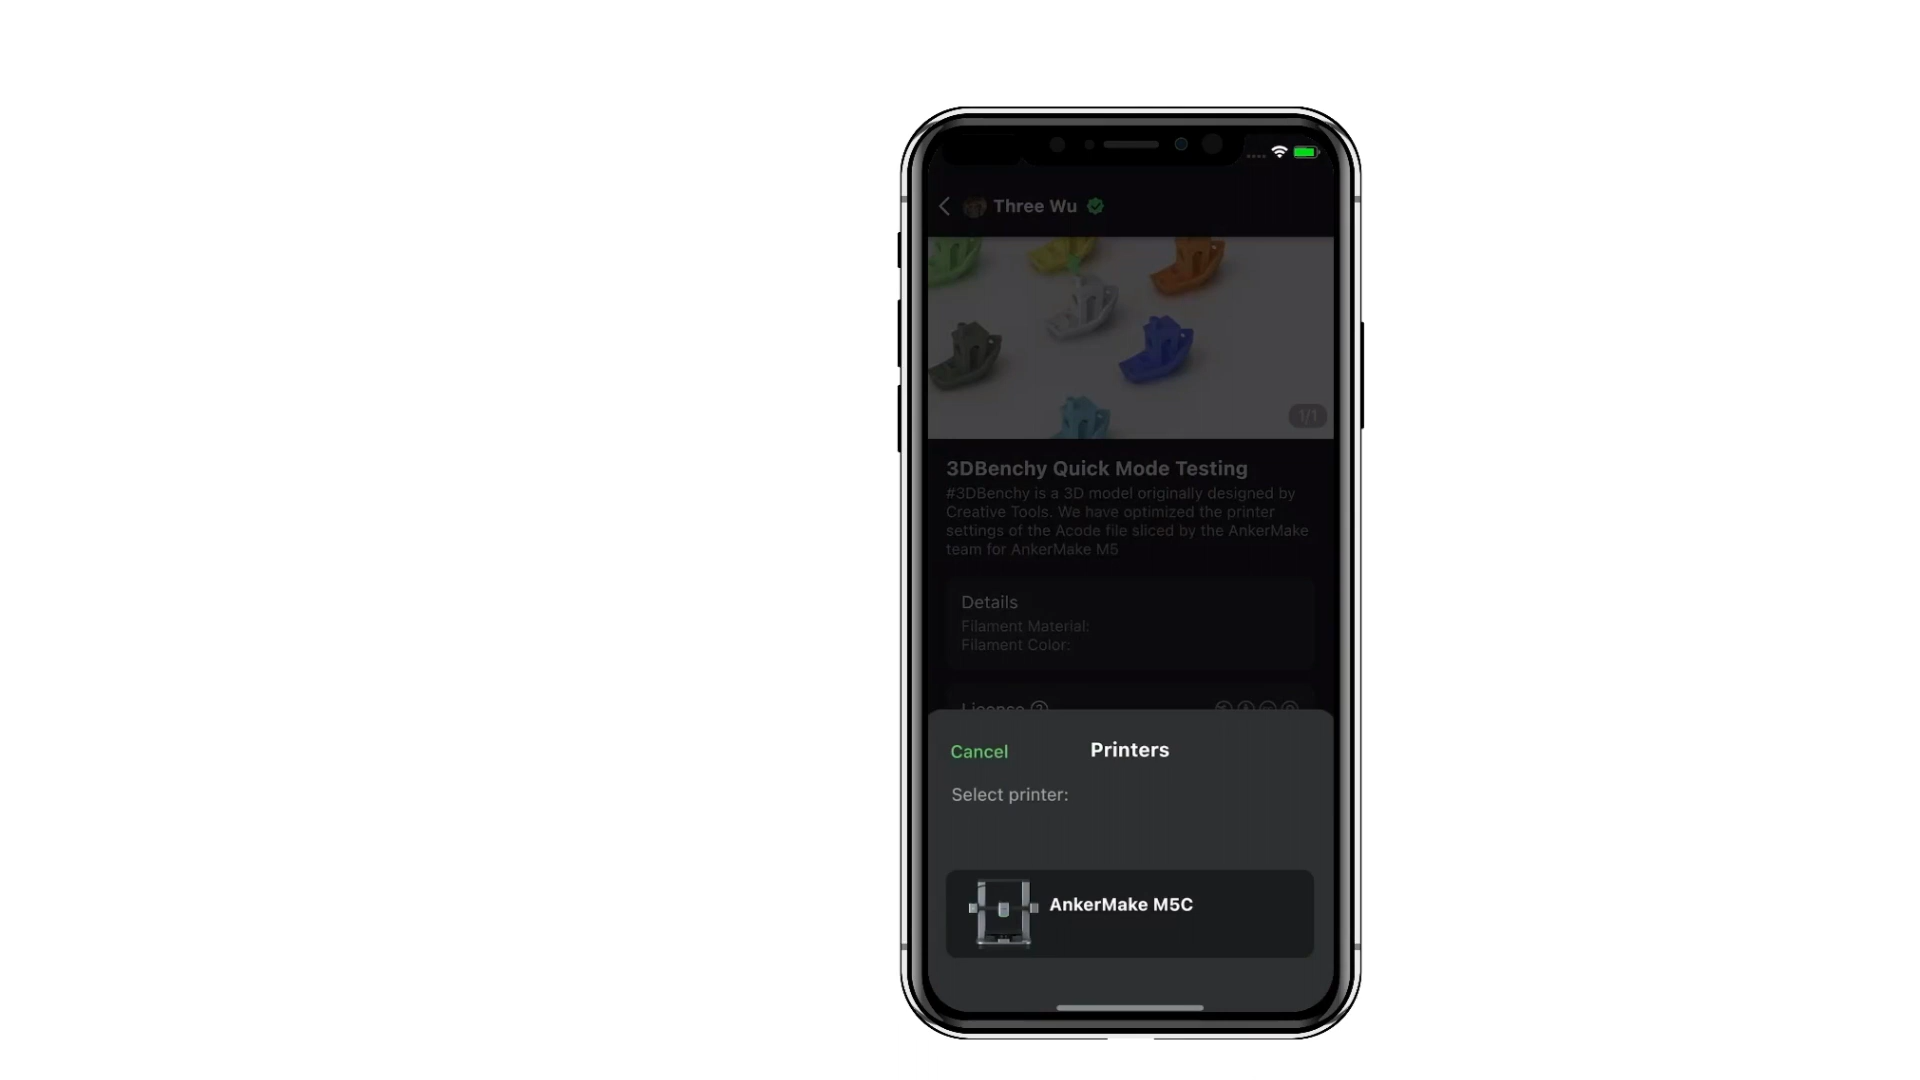 Three Wu
1/1
3DBenchy Quick Mode Testing
#3DBenchy is a 3D model originally designed by
Creative Tools. We have optimized the printer
settings of the Acode file sliced by the AnkerMake
team for AnkerMake M5
Details
Filament Material:
Filament Color:
License
Cancel
Printers
Select printer:
AnkerMake M5C